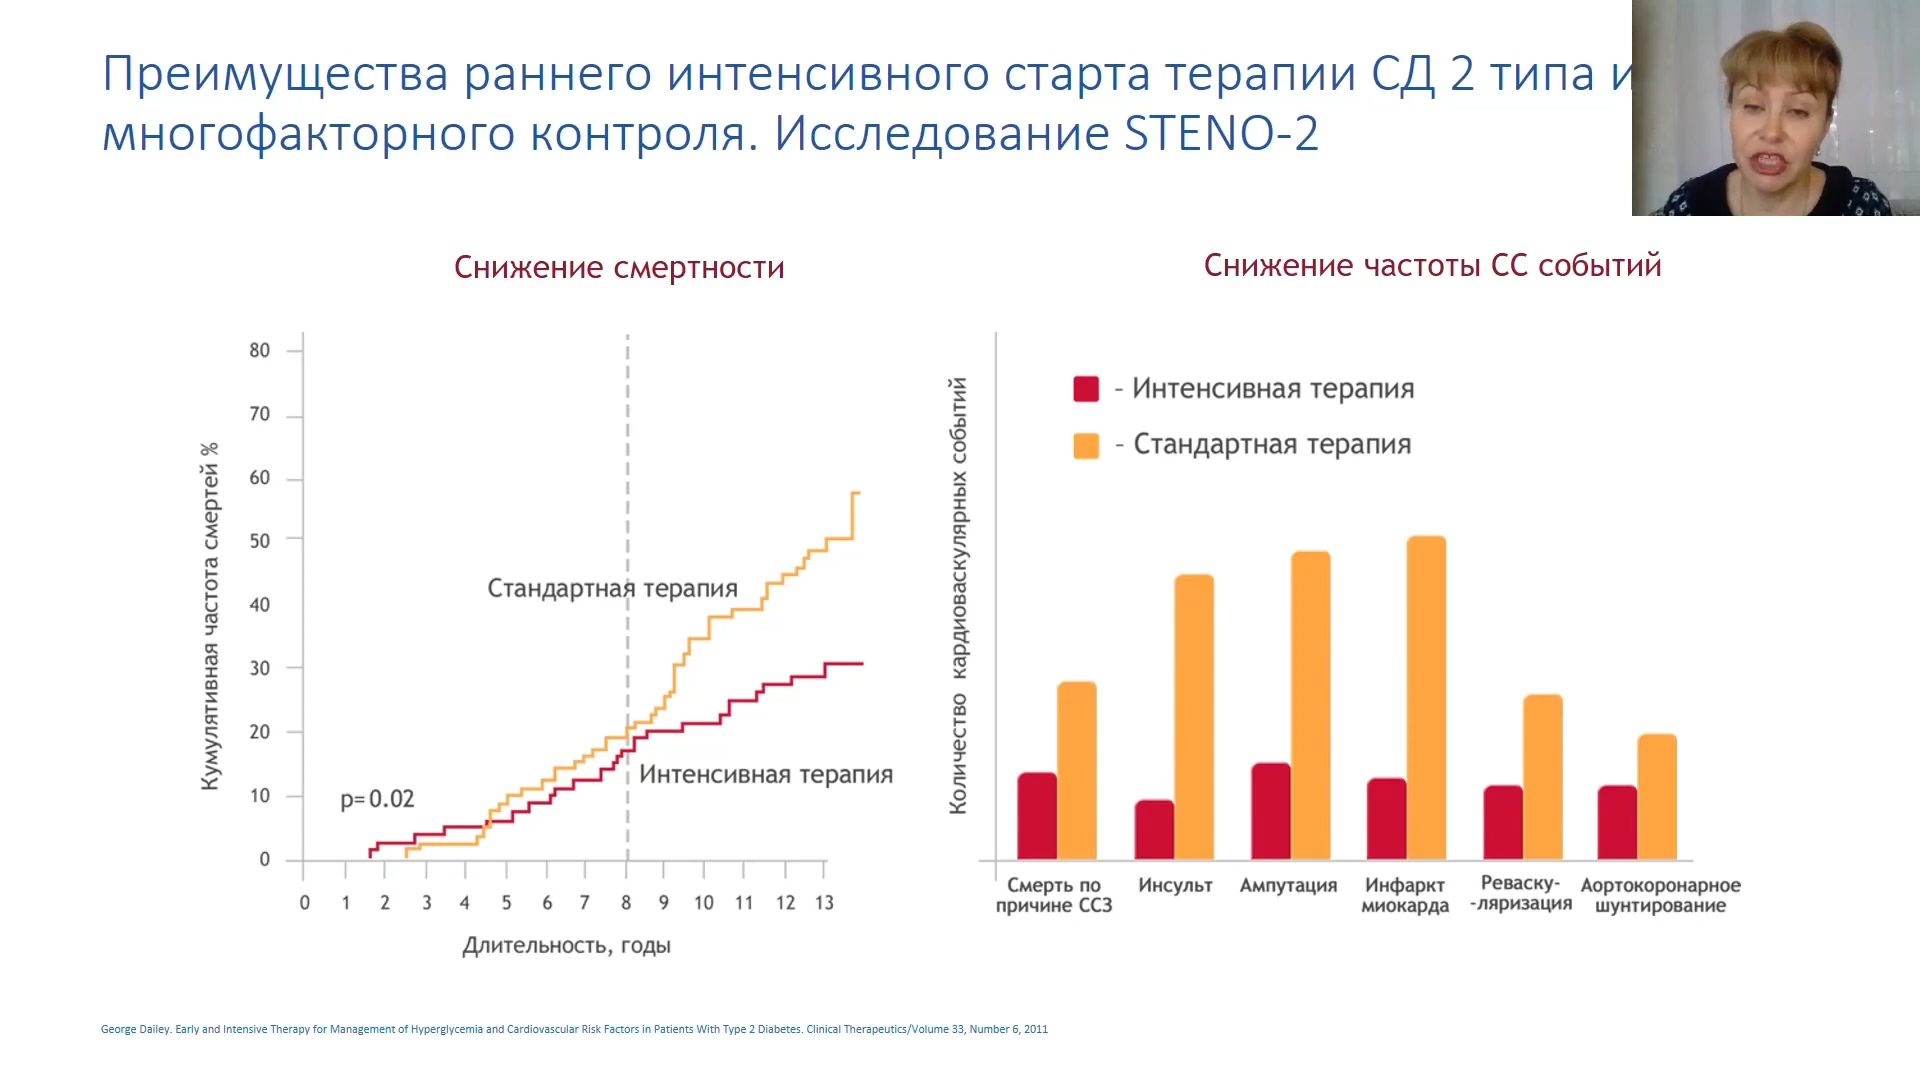 Преимущества раннего интенсивного старта терапии СД 2 типа и
многофакторного контроля. Исследование STENO-2
Снижение смертности
Кумулятивная частота смертей %
80
70
60
50
40
30
20
10
0
Стандартная терапия
Интенсивная терапия
p=0.02
0 1 2 3 4 5 6 7 8 9 10 11 12 13
Длительность, годы
Снижение частоты СС событий
Количество кардиоваскулярных событий
- Интенсивная терапия
- Стандартная терапия
Смерть по
причине ССЗ
Инсульт
Ампутация
Инфаркт
миокарда
Реваску-
-ляризация
Аортокоронарное
шунтирование
George Dailey. Early and Intensive Therapy for Management of Hyperglycemia and Cardiovascular Risk Factors in Patients With Type 2 Diabetes. Clinical Therapeutics/Volume 33, Number 6, 2011